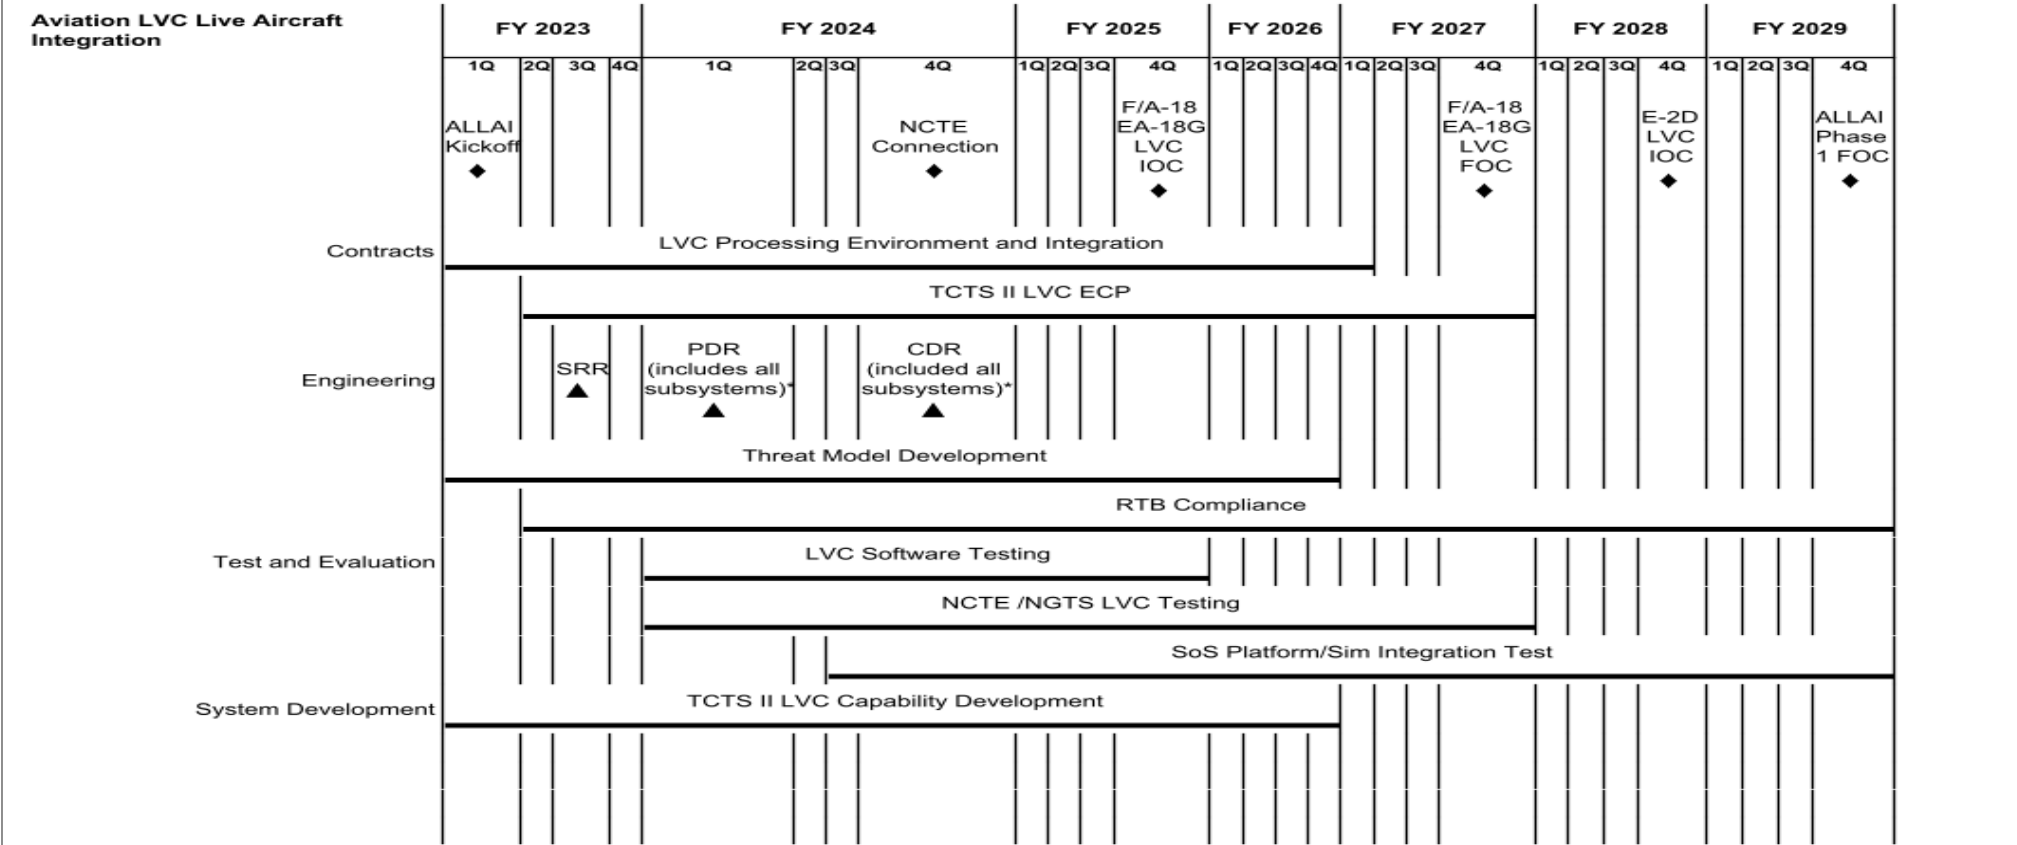 Aviation LVC Live Aircraft
Integration
FY 2023 FY 2024 FY 2025 FY 2026 FY 2027 FY 2028 FY 2029
1Q 2Q 3Q 4Q 1Q 2Q 3Q 4Q 1Q 2Q 3Q 4Q 1Q 2Q 3Q 4Q 1Q 2Q 3Q 4Q 1Q 2Q 3Q 4Q 1Q 2Q 3Q 4Q
ALLAI
Kickoff
NCTE
Connection
F/A-18
EA-18G
LVC
IOC
F/A-18
EA-18G
LVC
FOC
E-2D
LVC
IOC
ALLAI
Phase
1 FOC
Contracts
LVC Processing Environment and Integration
TCTS II LVC ECP
Engineering
SRR
PDR
(includes all
subsystems)*
CDR
(included all
subsystems)*
Threat Model Development
RTB Compliance
Test and Evaluation
LVC Software Testing
NCTE /NGTS LVC Testing
SoS Platform/Sim Integration Test
System Development
TCTS II LVC Capability Development